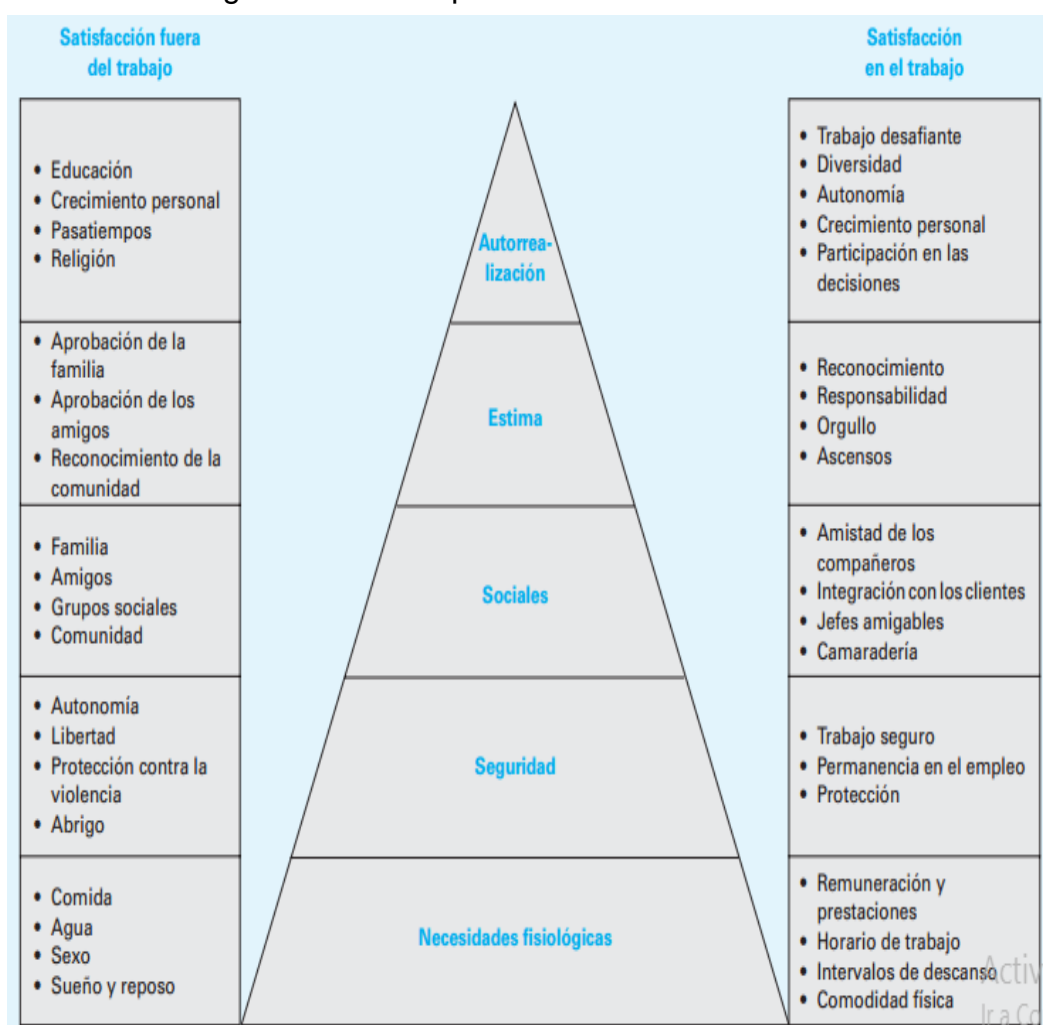 Satisfacción fuera
del trabajo
Satisfacción
en el trabajo
• Educación
• Crecimiento personal
• Pasatiempos
• Religión
Autorrea-
lización
• Trabajo desafiante
• Diversidad
• Autonomía
• Crecimiento personal
• Participación en las
decisiones
• Aprobación de la
familia
• Aprobación de los
amigos
• Reconocimiento de la
comunidad
Estima
• Reconocimiento
• Responsabilidad
• Orgullo
• Ascensos
• Familia
• Amigos
• Grupos sociales
• Comunidad
Sociales
• Amistad de los
compañeros
• Integración con los clientes
• Jefes amigables
• Camaradería
• Autonomía
• Libertad
• Protección contra la
violencia
• Abrigo
Seguridad
• Trabajo seguro
• Permanencia en el empleo
• Protección
• Comida
• Agua
• Sexo
• Sueño y reposo
Necesidades fisiológicas
• Remuneración y
prestaciones
• Horario de trabajo
• Intervalos de descanso
• Comodidad física
Activ
Ir a Co